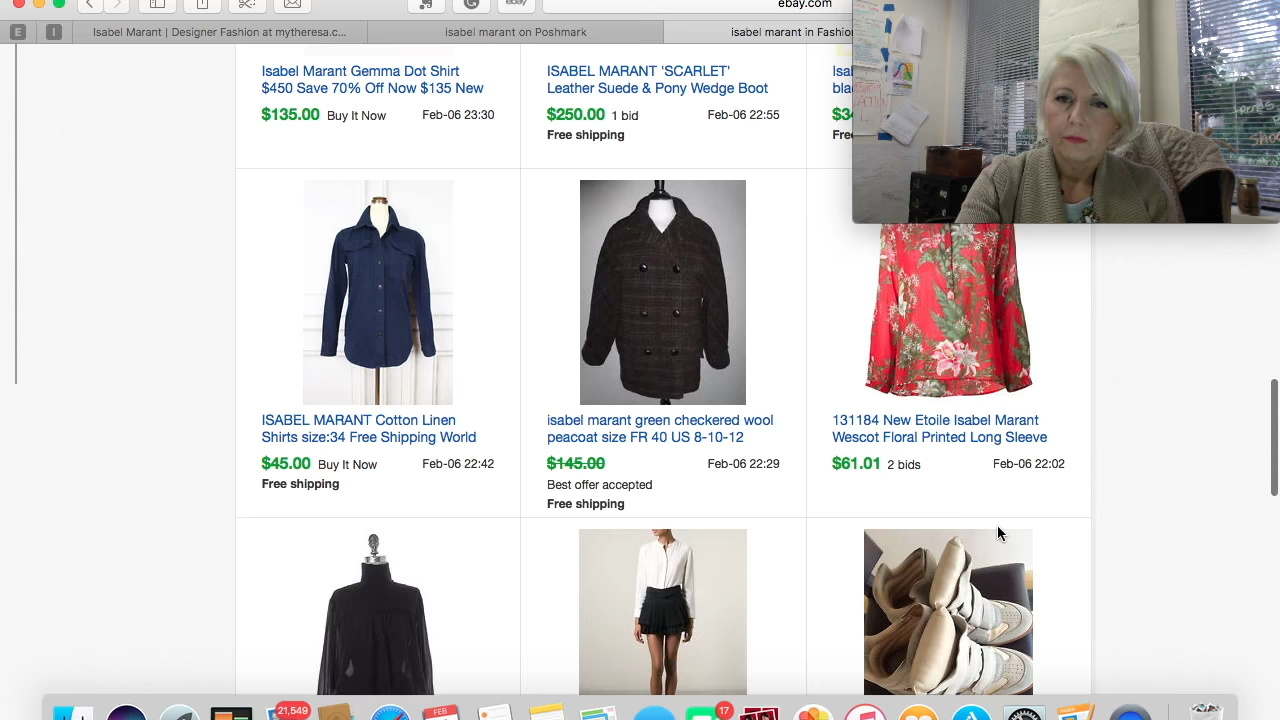 ebay
ebay.com
E
I
Isabel Marant | Designer Fashion at mytheresa.c...
isabel marant on Poshmark
isabel marant in Fashion
Isabel Marant Gemma Dot Shirt
$450 Save 70% Off Now $135 New
$135.00 Buy It Now Feb-06 23:30
ISABEL MARANT 'SCARLET'
Leather Suede & Pony Wedge Boot
$250.00 1 bid Feb-06 22:55
Free shipping
ISABEL MARANT Cotton Linen
Shirts size:34 Free Shipping World
$45.00 Buy It Now Feb-06 22:42
Free shipping
isabel marant green checkered wool
peacoat size FR 40 US 8-10-12
$145.00 Feb-06 22:29
Best offer accepted
Free shipping
131184 New Etoile Isabel Marant
Wescot Floral Printed Long Sleeve
$61.01 2 bids Feb-06 22:02
21,549
FEB
17